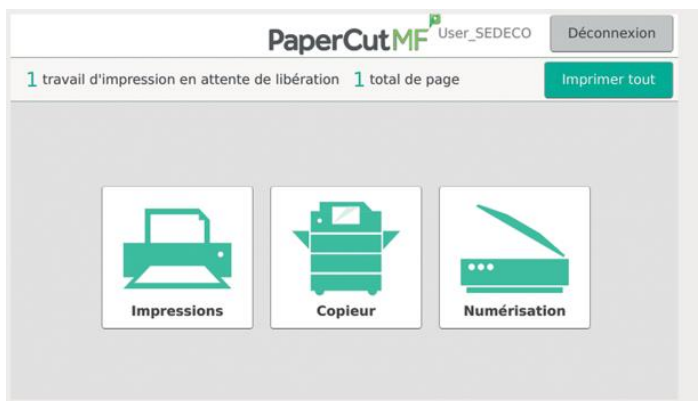 PaperCutMF User_SEDECO Déconnexion
1 travail d'impression en attente de libération 1 total de page Imprimer tout
Impressions Copieur Numérisation